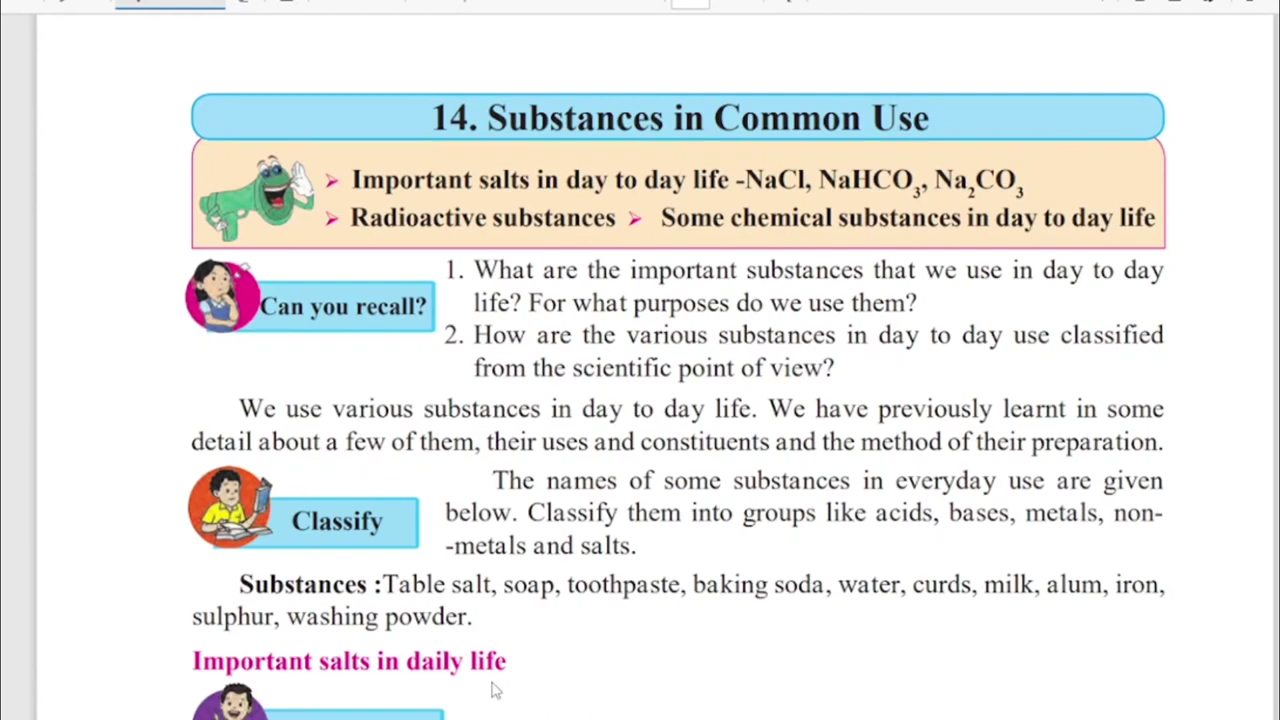 14. Substances in Common Use
➢ Important salts in day to day life -NaCl, NaHCO₃, Na₂CO₃
➢ Radioactive substances ➢ Some chemical substances in day to day life
Can you recall?
1. What are the important substances that we use in day to day
life? For what purposes do we use them?
2. How are the various substances in day to day use classified
from the scientific point of view?
We use various substances in day to day life. We have previously learnt in some
detail about a few of them, their uses and constituents and the method of their preparation.
Classify
The names of some substances in everyday use are given
below. Classify them into groups like acids, bases, metals, non-
-metals and salts.
Substances :Table salt, soap, toothpaste, baking soda, water, curds, milk, alum, iron,
sulphur, washing powder.
Important salts in daily life